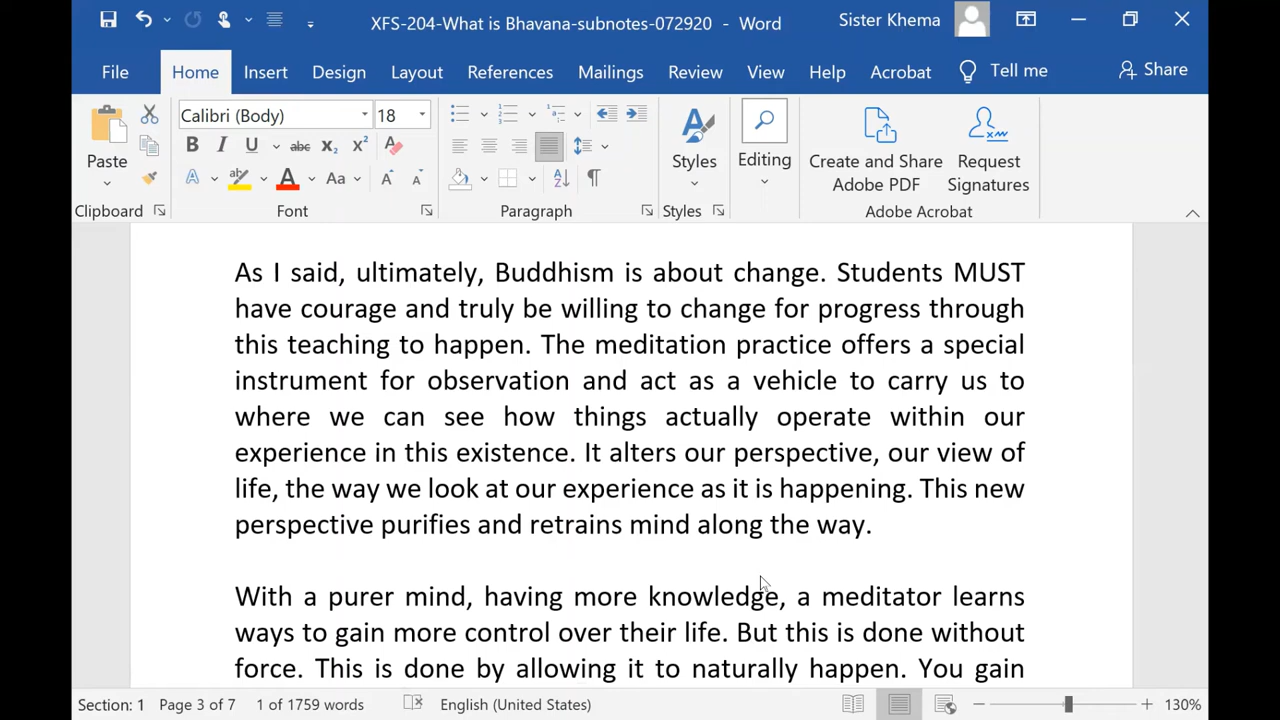 XFS-204-What is Bhavana-subnotes-072920 - Word
Sister Khema
File Home Insert Design Layout References Mailings Review View Help Acrobat Tell me Share
Calibri (Body) 18
Paste
B I U abc X₂ X²
A ab A Aa A A
Styles
Editing
Create and Share Adobe PDF
Request Signatures
Clipboard Font Paragraph Styles Adobe Acrobat
As I said, ultimately, Buddhism is about change. Students MUST
have courage and truly be willing to change for progress through
this teaching to happen. The meditation practice offers a special
instrument for observation and act as a vehicle to carry us to
where we can see how things actually operate within our
experience in this existence. It alters our perspective, our view of
life, the way we look at our experience as it is happening. This new
perspective purifies and retrains mind along the way.
With a purer mind, having more knowledge, a meditator learns
ways to gain more control over their life. But this is done without
force. This is done by allowing it to naturally happen. You gain
Section: 1 Page 3 of 7 1 of 1759 words English (United States) 130%